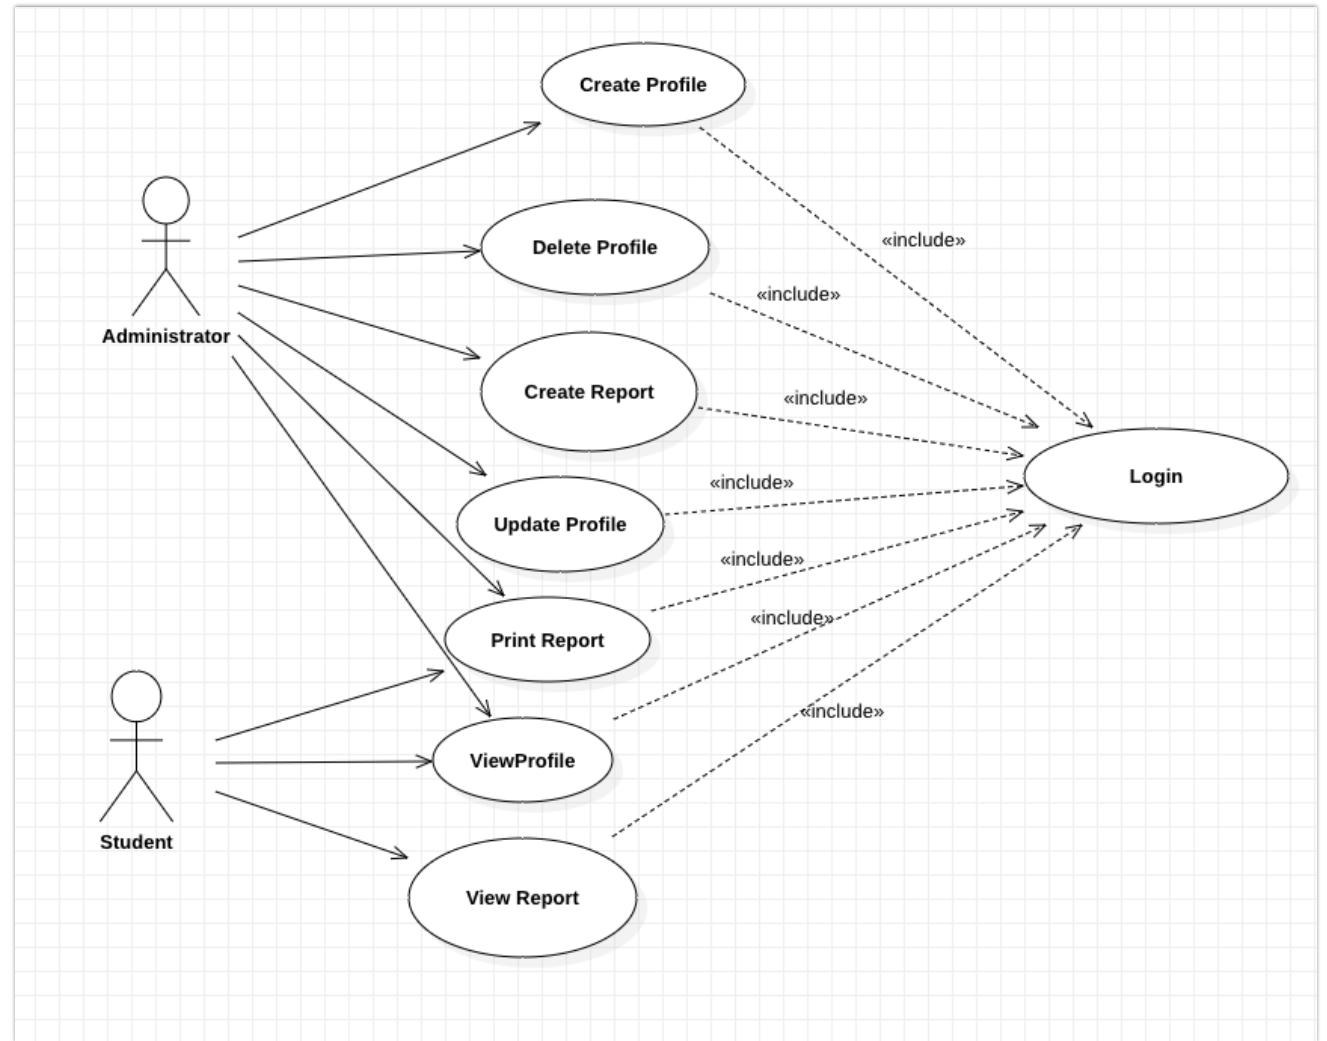 Create Profile
Delete Profile
«include»
«include»
Administrator
Create Report
«include»
Login
Update Profile
«include»
Print Report
«include»
«include»
ViewProfile
«include»
Student
View Report